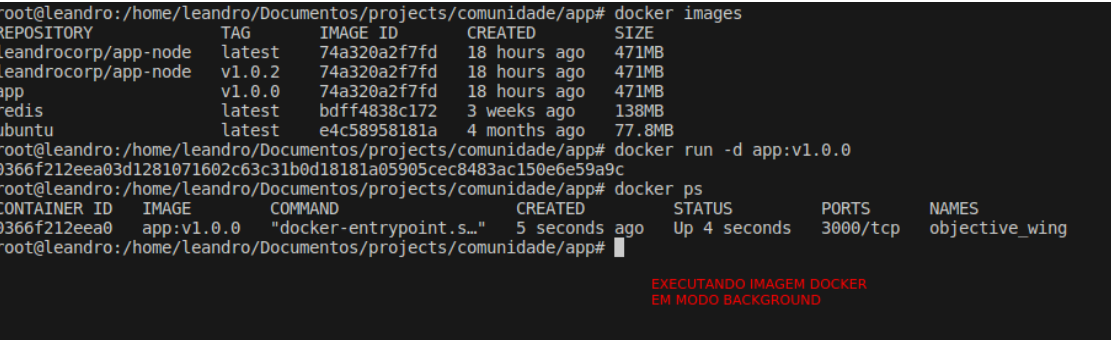 root@leandro:/home/leandro/Documentos/projects/comunidade/app# docker images
REPOSITORY TAG IMAGE ID CREATED SIZE
leandrocorp/app-node latest 74a320a2f7fd 18 hours ago 471MB
leandrocorp/app-node v1.0.2 74a320a2f7fd 18 hours ago 471MB
app v1.0.0 74a320a2f7fd 18 hours ago 471MB
redis latest bdff4838c172 3 weeks ago 138MB
ubuntu latest e4c58958181a 4 months ago 77.8MB
root@leandro:/home/leandro/Documentos/projects/comunidade/app# docker run -d app:v1.0.0
0366f212eea03d1281071602c63c31b0d18181a05905cec8483ac150e6e59a9c
root@leandro:/home/leandro/Documentos/projects/comunidade/app# docker ps
CONTAINER ID IMAGE COMMAND CREATED STATUS PORTS NAMES
0366f212eea0 app:v1.0.0 "docker-entrypoint.s…" 5 seconds ago Up 4 seconds 3000/tcp objective_wing
root@leandro:/home/leandro/Documentos/projects/comunidade/app#
EXECUTANDO IMAGEM DOCKER
EM MODO BACKGROUND